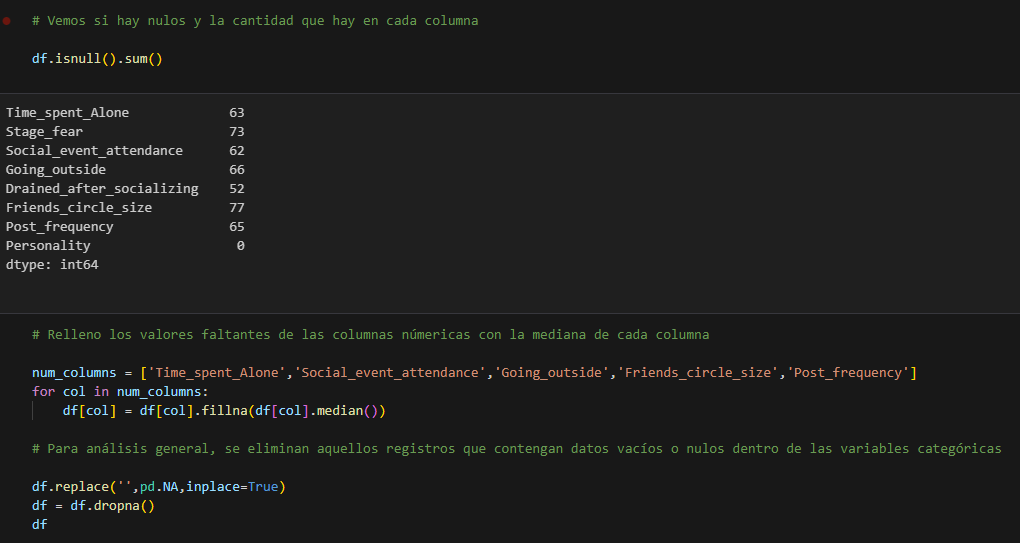 # Vemos si hay nulos y la cantidad que hay en cada columna
df.isnull().sum()
Time_spent_Alone 63
Stage_fear 73
Social_event_attendance 62
Going_outside 66
Drained_after_socializing 52
Friends_circle_size 77
Post_frequency 65
Personality 0
dtype: int64
# Relleno los valores faltantes de las columnas númericas con la mediana de cada columna
num_columns = ['Time_spent_Alone','Social_event_attendance','Going_outside','Friends_circle_size','Post_frequency']
for col in num_columns:
    df[col] = df[col].fillna(df[col].median())
# Para análisis general, se eliminan aquellos registros que contengan datos vacíos o nulos dentro de las variables categóricas
df.replace('',pd.NA,inplace=True)
df = df.dropna()
df